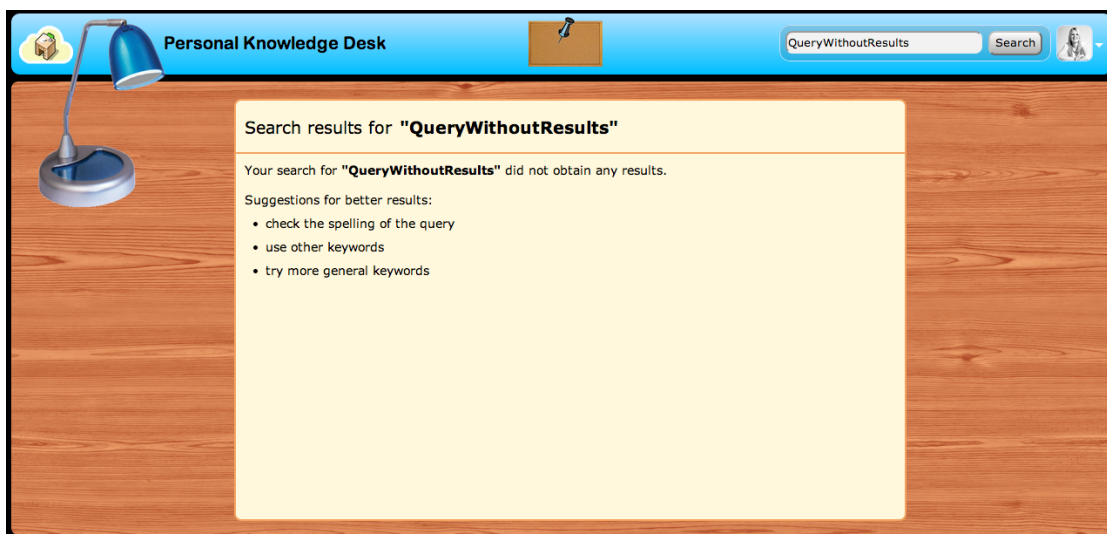 Personal Knowledge Desk
QueryWithoutResults
Search
Search results for "QueryWithoutResults"
Your search for "QueryWithoutResults" did not obtain any results.
Suggestions for better results:
• check the spelling of the query
• use other keywords
• try more general keywords